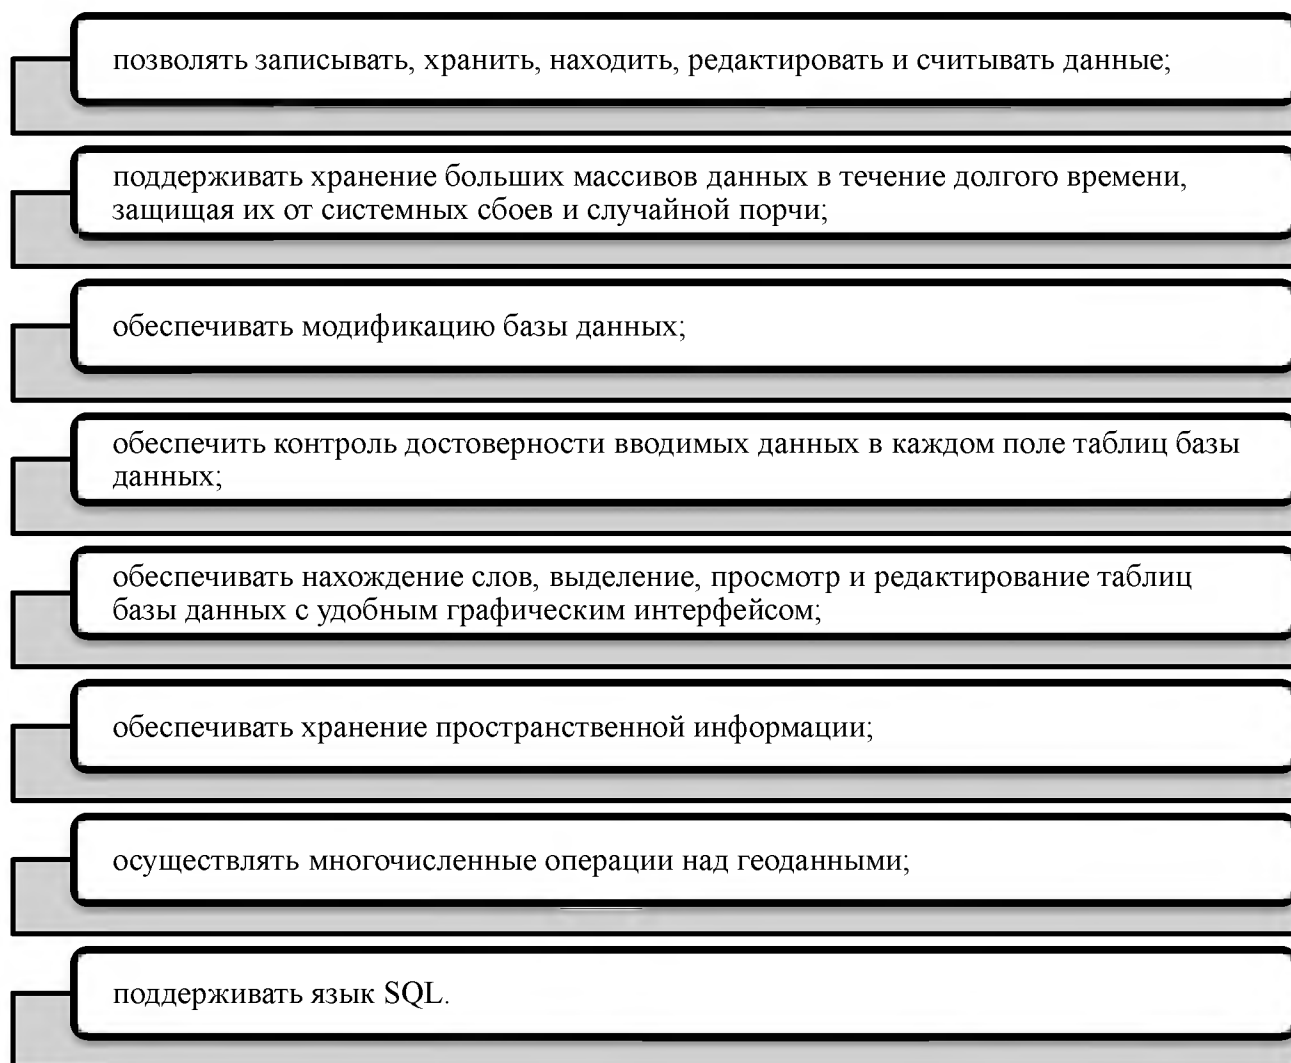 позволять записывать, хранить, находить, редактировать и считывать данные;
поддерживать хранение больших массивов данных в течение долгого времени,
защищая их от системных сбоев и случайной порчи;
обеспечивать модификацию базы данных;
обеспечить контроль достоверности вводимых данных в каждом поле таблиц базы
данных;
обеспечивать нахождение слов, выделение, просмотр и редактирование таблиц
базы данных с удобным графическим интерфейсом;
обеспечивать хранение пространственной информации;
осуществлять многочисленные операции над геоданными;
поддерживать язык SQL.